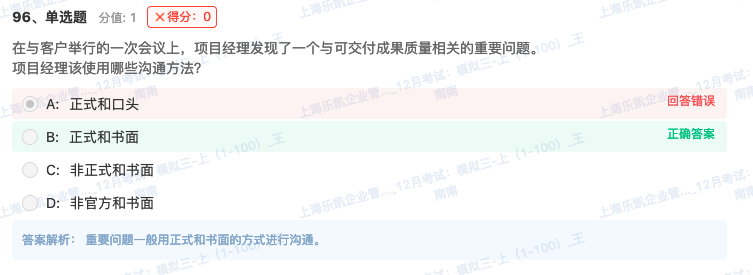 96、单选题 分值: 1 ×得分：0
在与客户举行的一次会议上，项目经理发现了一个与可交付成果质量相关的重要问题。
项目经理该使用哪些沟通方法？
A: 正式和口头 回答错误
B: 正式和书面 正确答案
C: 非正式和书面
D: 非官方和书面
答案解析： 重要问题一般用正式和书面的方式进行沟通。
上海乐凯企业管..._12月考试：模拟三-上（1-100）_王南南